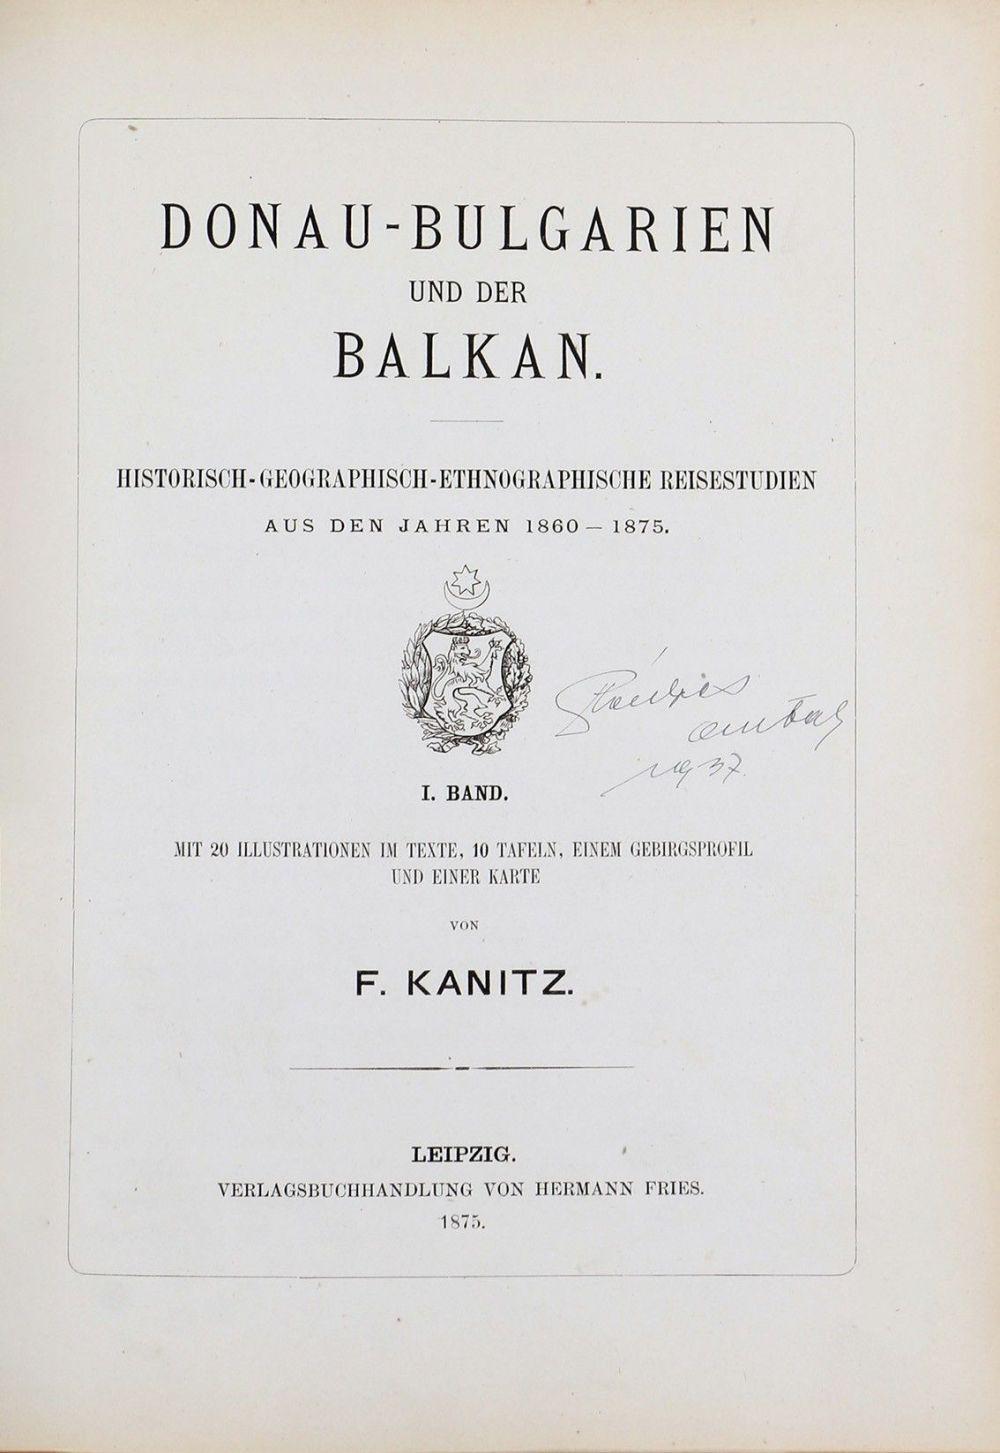 DONAU-BULGARIEN
UND DER
BALKAN.
HISTORISCH-GEOGRAPHISCH-ETHNOGRAPHISCHE REISESTUDIEN
AUS DEN JAHREN 1860 — 1875.
1937
I. BAND.
MIT 20 ILLUSTRATIONEN IM TEXTE, 10 TAFELN, EINEM GEBIRGSPROFIL
UND EINER KARTE
VON
F. KANITZ.
LEIPZIG.
VERLAGSBUCHHANDLUNG VON HERMANN FRIES.
1875.